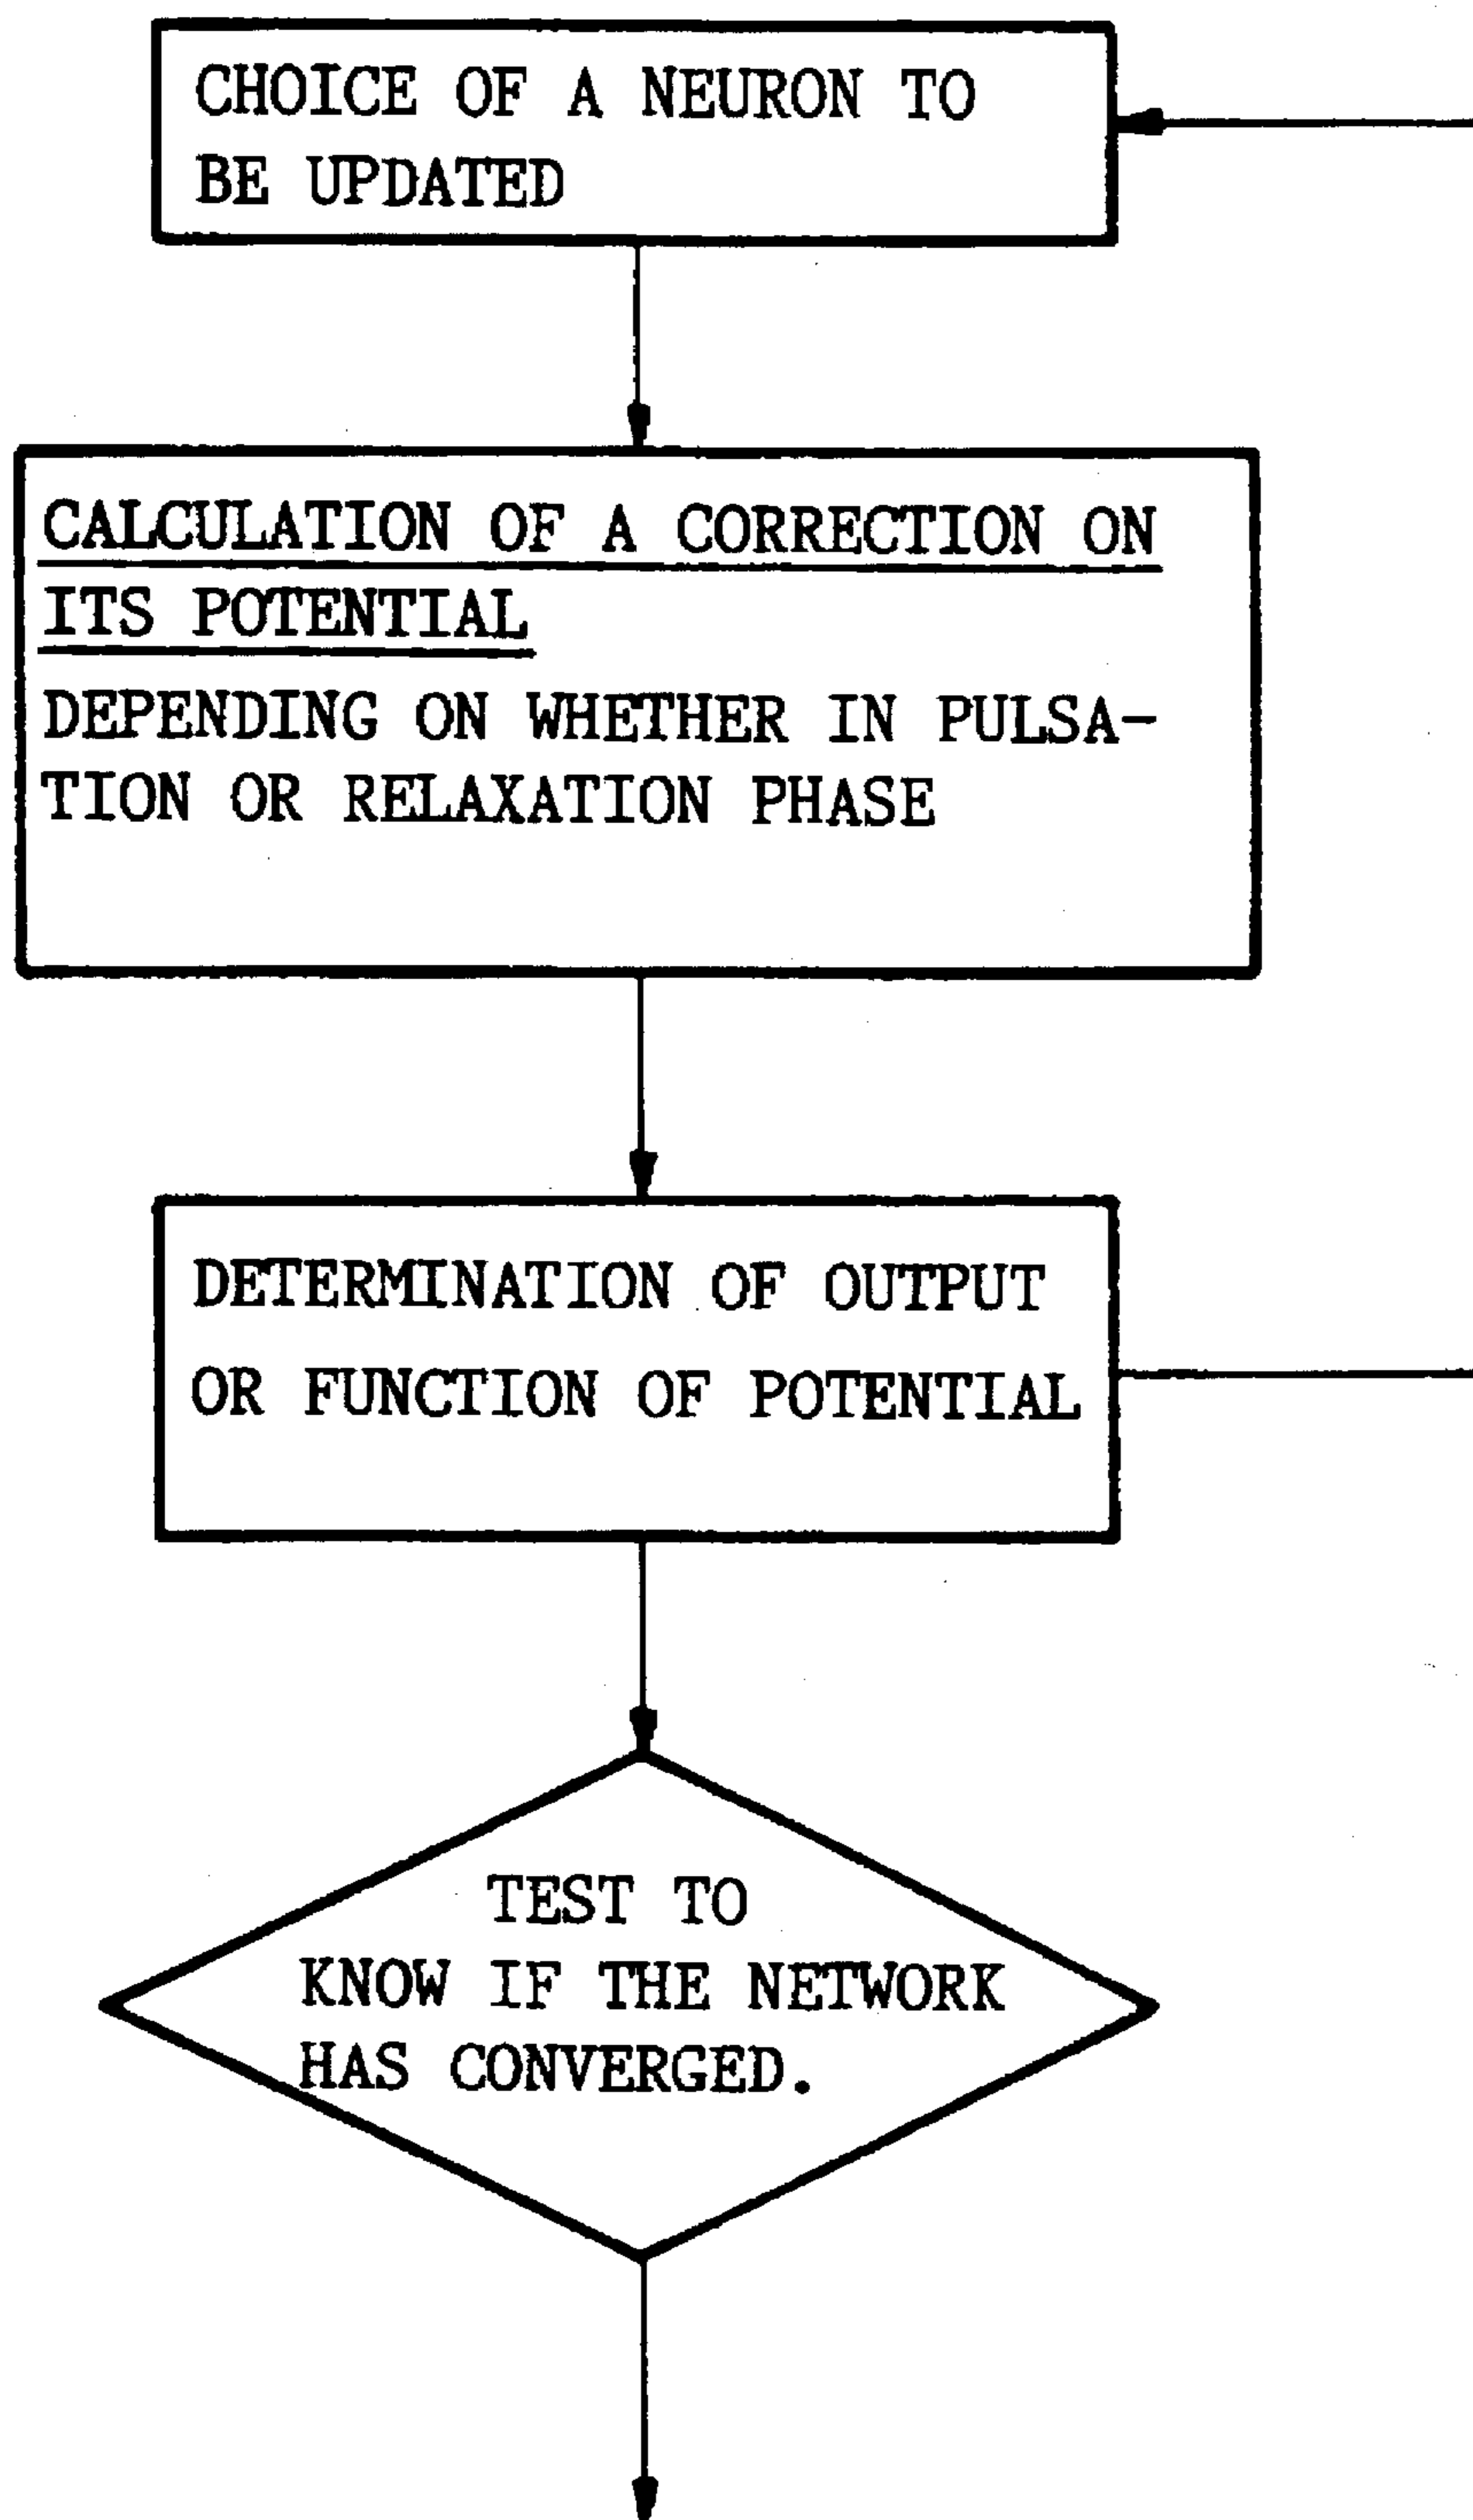 CHOICE OF A NEURON TO
BE UPDATED
CALCULATION OF A CORRECTION ON
ITS POTENTIAL
DEPENDING ON WHETHER IN PULSA-
TION OR RELAXATION PHASE
DETERMINATION OF OUTPUT
OR FUNCTION OF POTENTIAL
TEST TO
KNOW IF THE NETWORK
HAS CONVERGED.